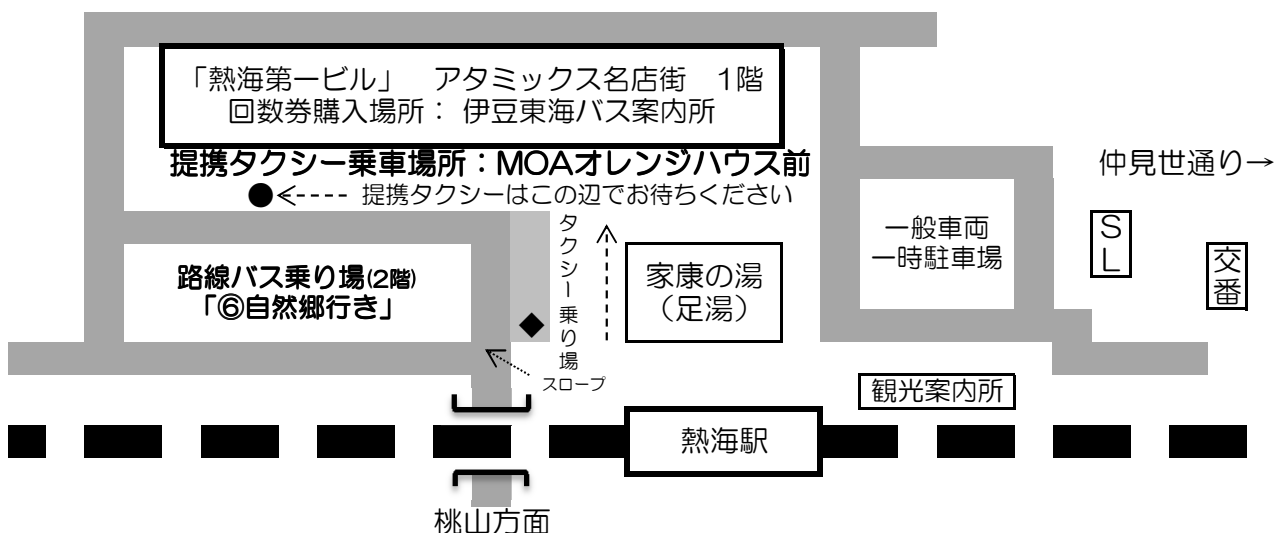 「熱海第一ビル」　アタミックス名店街　1階
回数券購入場所： 伊豆東海バス案内所
提携タクシー乗車場所：MOAオレンジハウス前
●<---- 提携タクシーはこの辺でお待ちください
仲見世通り→
タクシー乗り場
一般車両
一時駐車場
SL
交番
路線バス乗り場(2階)
「⑥自然郷行き」
家康の湯
（足湯）
スロープ
観光案内所
熱海駅
桃山方面